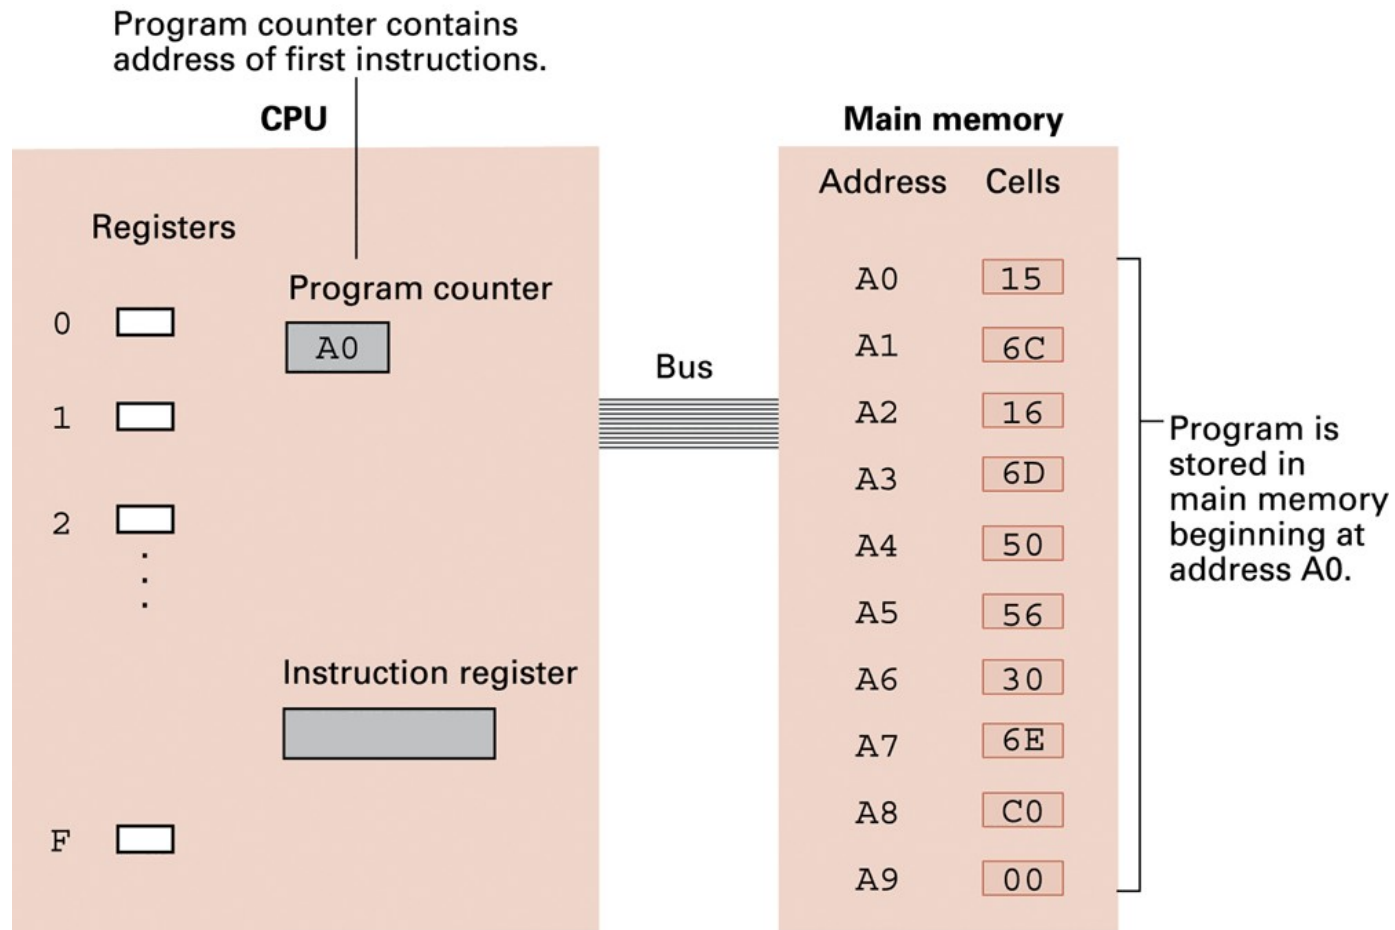 Program counter contains
address of first instructions.
CPU
Registers
Program counter
A0
0
1
2
Instruction register
F
Bus
Main memory
Address Cells
A0 15
A1 6C
A2 16
A3 6D
A4 50
A5 56
A6 30
A7 6E
A8 C0
A9 00
Program is
stored in
main memory
beginning at
address A0.